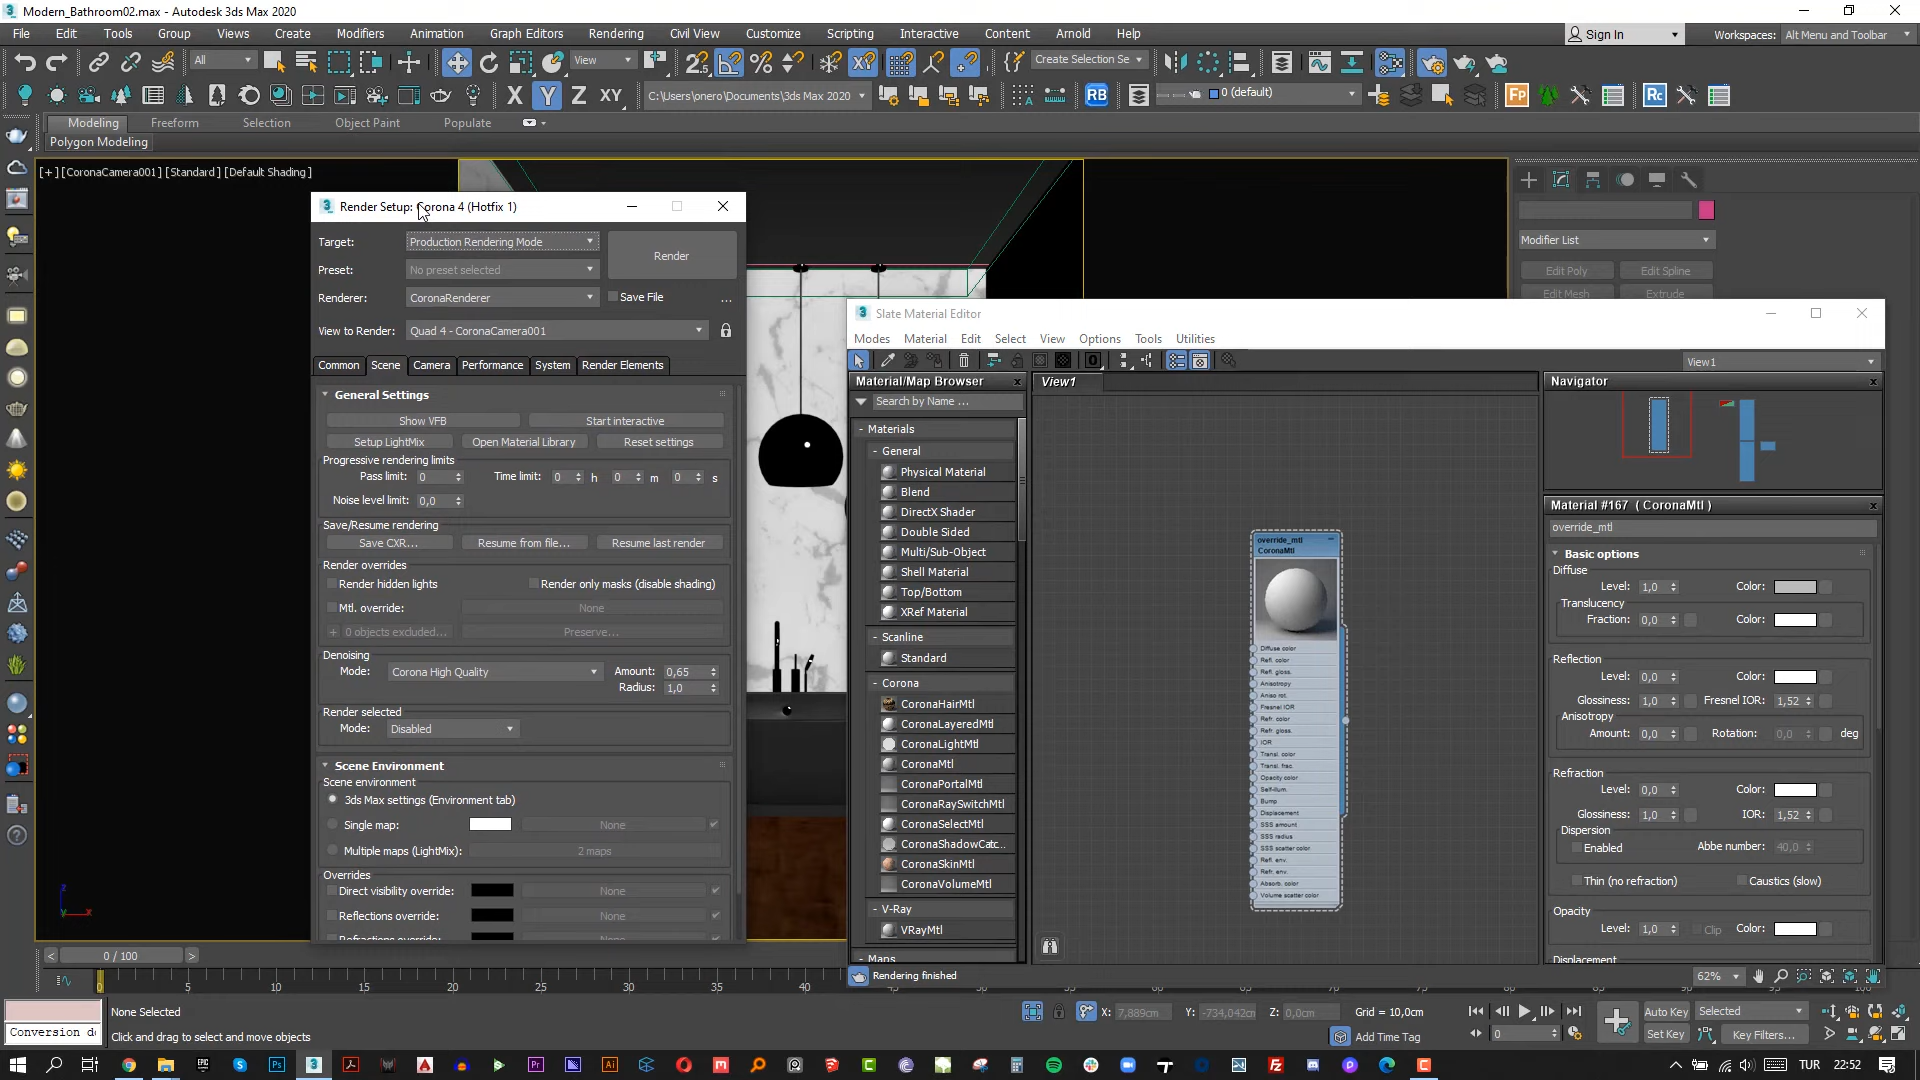 Modern_Bathroom02.max - Autodesk 3ds Max 2020
File Edit Tools Group Views Create Modifiers Animation Graph Editors Rendering Civil View Customize Scripting Interactive Content Arnold Help
Sign In
Workspaces: Alt Menu and Toolbar
All
View
Create Selection Se
X Y Z XY
C:\Users\onero\Documents\3ds Max 2020
RB
0 (default)
Fp
Rc
Modeling Freeform Selection Object Paint Populate
Polygon Modeling
[+] [CoronaCamera001] [Standard] [Default Shading]
Render Setup: Corona 4 (Hotfix 1)
Target: Production Rendering Mode
Render
Preset: No preset selected
Renderer: CoronaRenderer
Save File ...
View to Render: Quad 4 - CoronaCamera001
Common Scene Camera Performance System Render Elements
General Settings
Show VFB Start interactive
Setup LightMix Open Material Library Reset settings
Progressive rendering limits
Pass limit: 0 Time limit: 0 h 0 m 0 s
Noise level limit: 0,0
Save/Resume rendering
Save CXR... Resume from file... Resume last render
Render overrides
Render hidden lights Render only masks (disable shading)
Mtl. override: None
+ 0 objects excluded... Preserve...
Denoising
Mode: Corona High Quality Amount: 0,65
Radius: 1,0
Render selected
Mode: Disabled
Scene Environment
Scene environment
3ds Max settings (Environment tab)
Single map: None
Multiple maps (LightMix): 2 maps
Overrides
Direct visibility override: None
Reflections override: None
Refractions override: None
Modifier List
Edit Poly Edit Spline
Edit Mesh Extrude
Slate Material Editor
Modes Material Edit Select View Options Tools Utilities
View1
Material/Map Browser
Search by Name ...
- Materials
- General
Physical Material
Blend
DirectX Shader
Double Sided
Multi/Sub-Object
Shell Material
Top/Bottom
XRef Material
- Scanline
Standard
- Corona
CoronaHairMtl
CoronaLayeredMtl
CoronaLightMtl
CoronaMtl
CoronaPortalMtl
CoronaRaySwitchMtl
CoronaSelectMtl
CoronaShadowCatc...
CoronaSkinMtl
CoronaVolumeMtl
- V-Ray
VRayMtl
- Maps
Rendering finished
View1
override_mtl
CoronaMtl
Diffuse color
Refl. color
Refl. gloss.
Anisotropy
Aniso rot.
Fresnel IOR
Refr. color
Refr. gloss.
IOR
Transl. color
Transl. frac.
Opacity color
Self-illum.
Bump
Displacement
SSS amount
SSS radius
SSS scatter color
Refl. env.
Refr. env.
Absorb. color
Volume scatter color
Navigator
Material #167 ( CoronaMtl )
override_mtl
Basic options
Diffuse
Level: 1,0 Color:
Translucency
Fraction: 0,0 Color:
Reflection
Level: 0,0 Color:
Glossiness: 1,0 Fresnel IOR: 1,52
Anisotropy
Amount: 0,0 Rotation: 0,0 deg
Refraction
Level: 0,0 Color:
Glossiness: 1,0 IOR: 1,52
Dispersion
Enabled Abbe number: 40,0
Thin (no refraction) Caustics (slow)
Opacity
Level: 1,0 Clip Color:
Displacement
62%
< 0 / 100 >
0 5 10 15 20 25 30 35 40
None Selected
Conversion de
Click and drag to select and move objects
X: 7,889cm Y: -734,042cm Z: 0,0cm Grid = 10,0cm
Add Time Tag
0
Auto Key Selected
Set Key Key Filters...
TUR 22:52